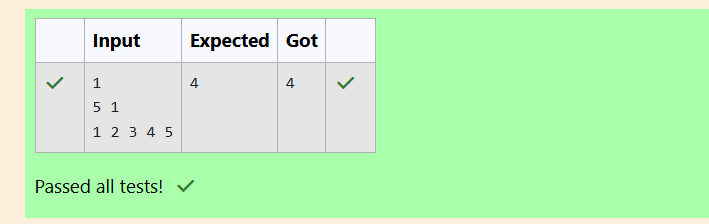 Input Expected Got
1 4 4
5 1
1 2 3 4 5
Passed all tests!